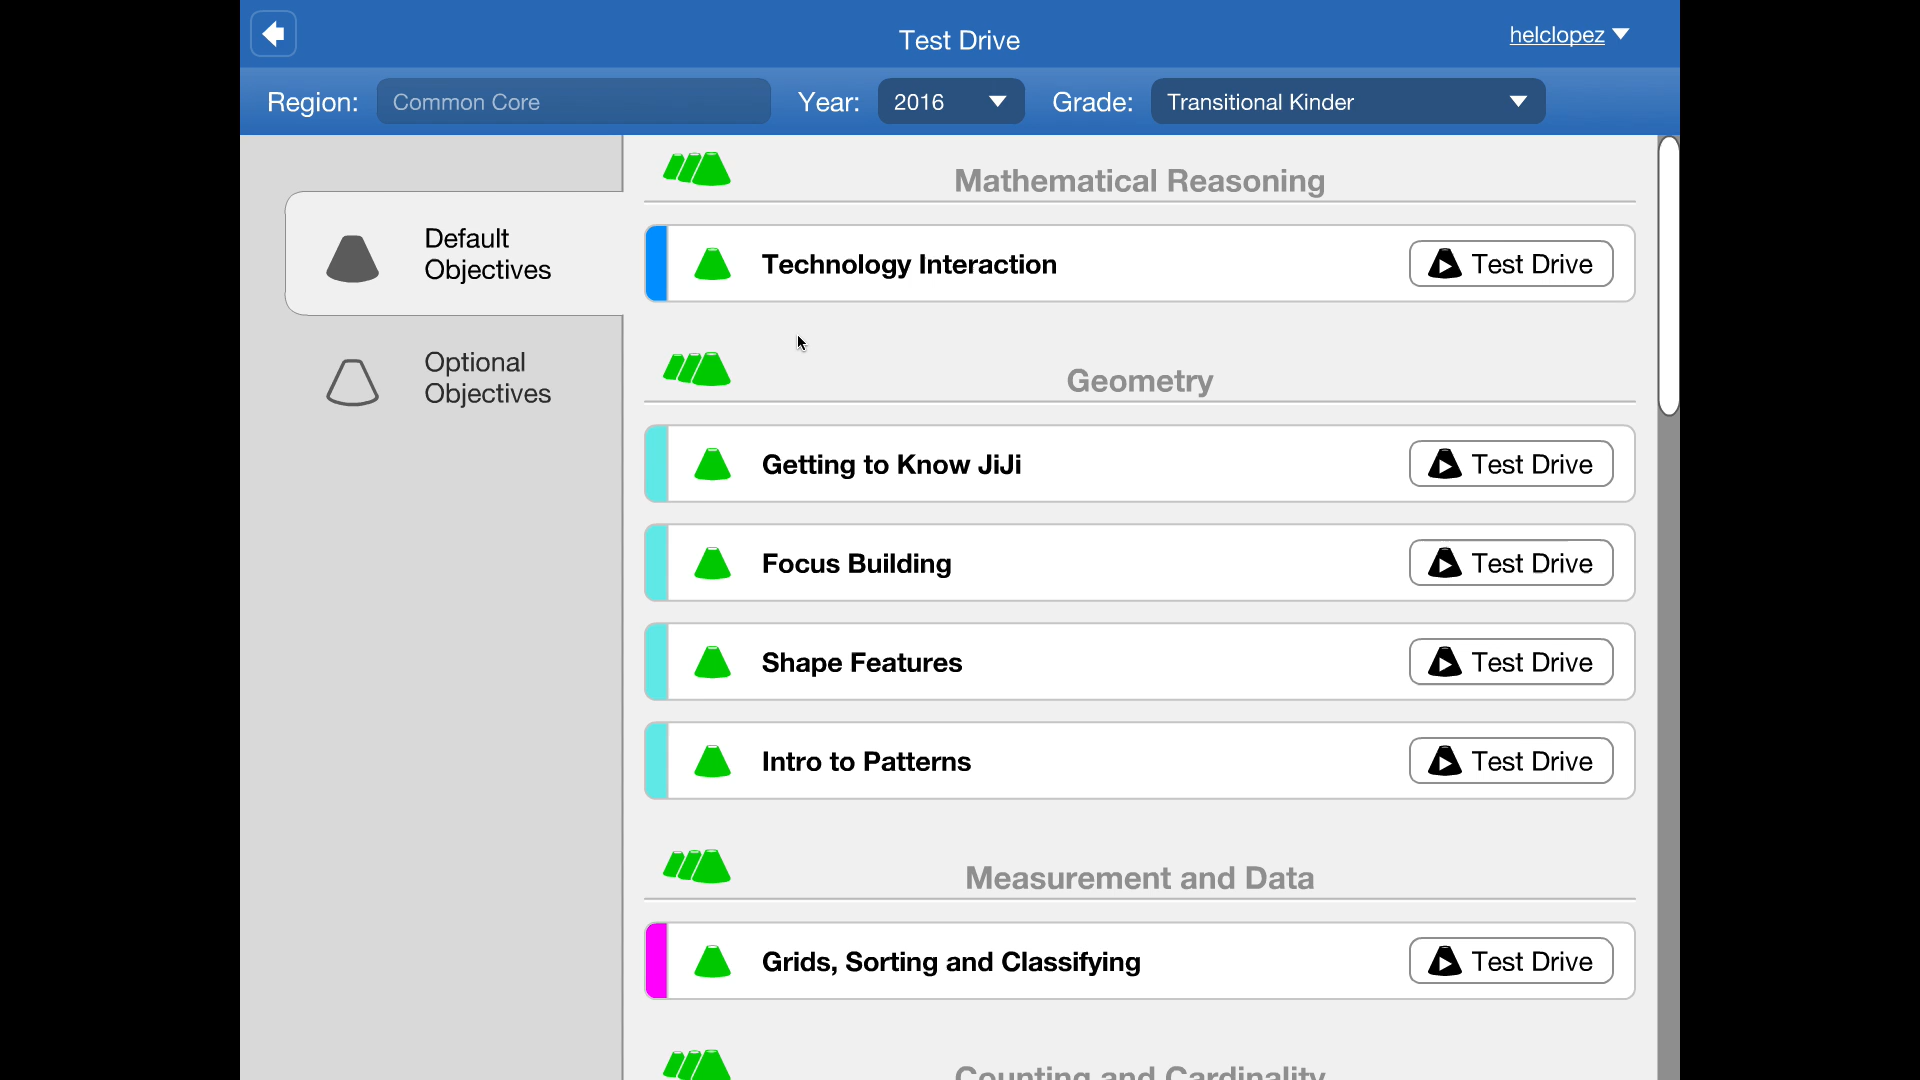 Test Drive
helclopez
Region: Common Core Year: 2016 Grade: Transitional Kinder
Default
Objectives
Optional
Objectives
Mathematical Reasoning
Technology Interaction Test Drive
Geometry
Getting to Know JiJi Test Drive
Focus Building Test Drive
Shape Features Test Drive
Intro to Patterns Test Drive
Measurement and Data
Grids, Sorting and Classifying Test Drive
Counting and Cardinality